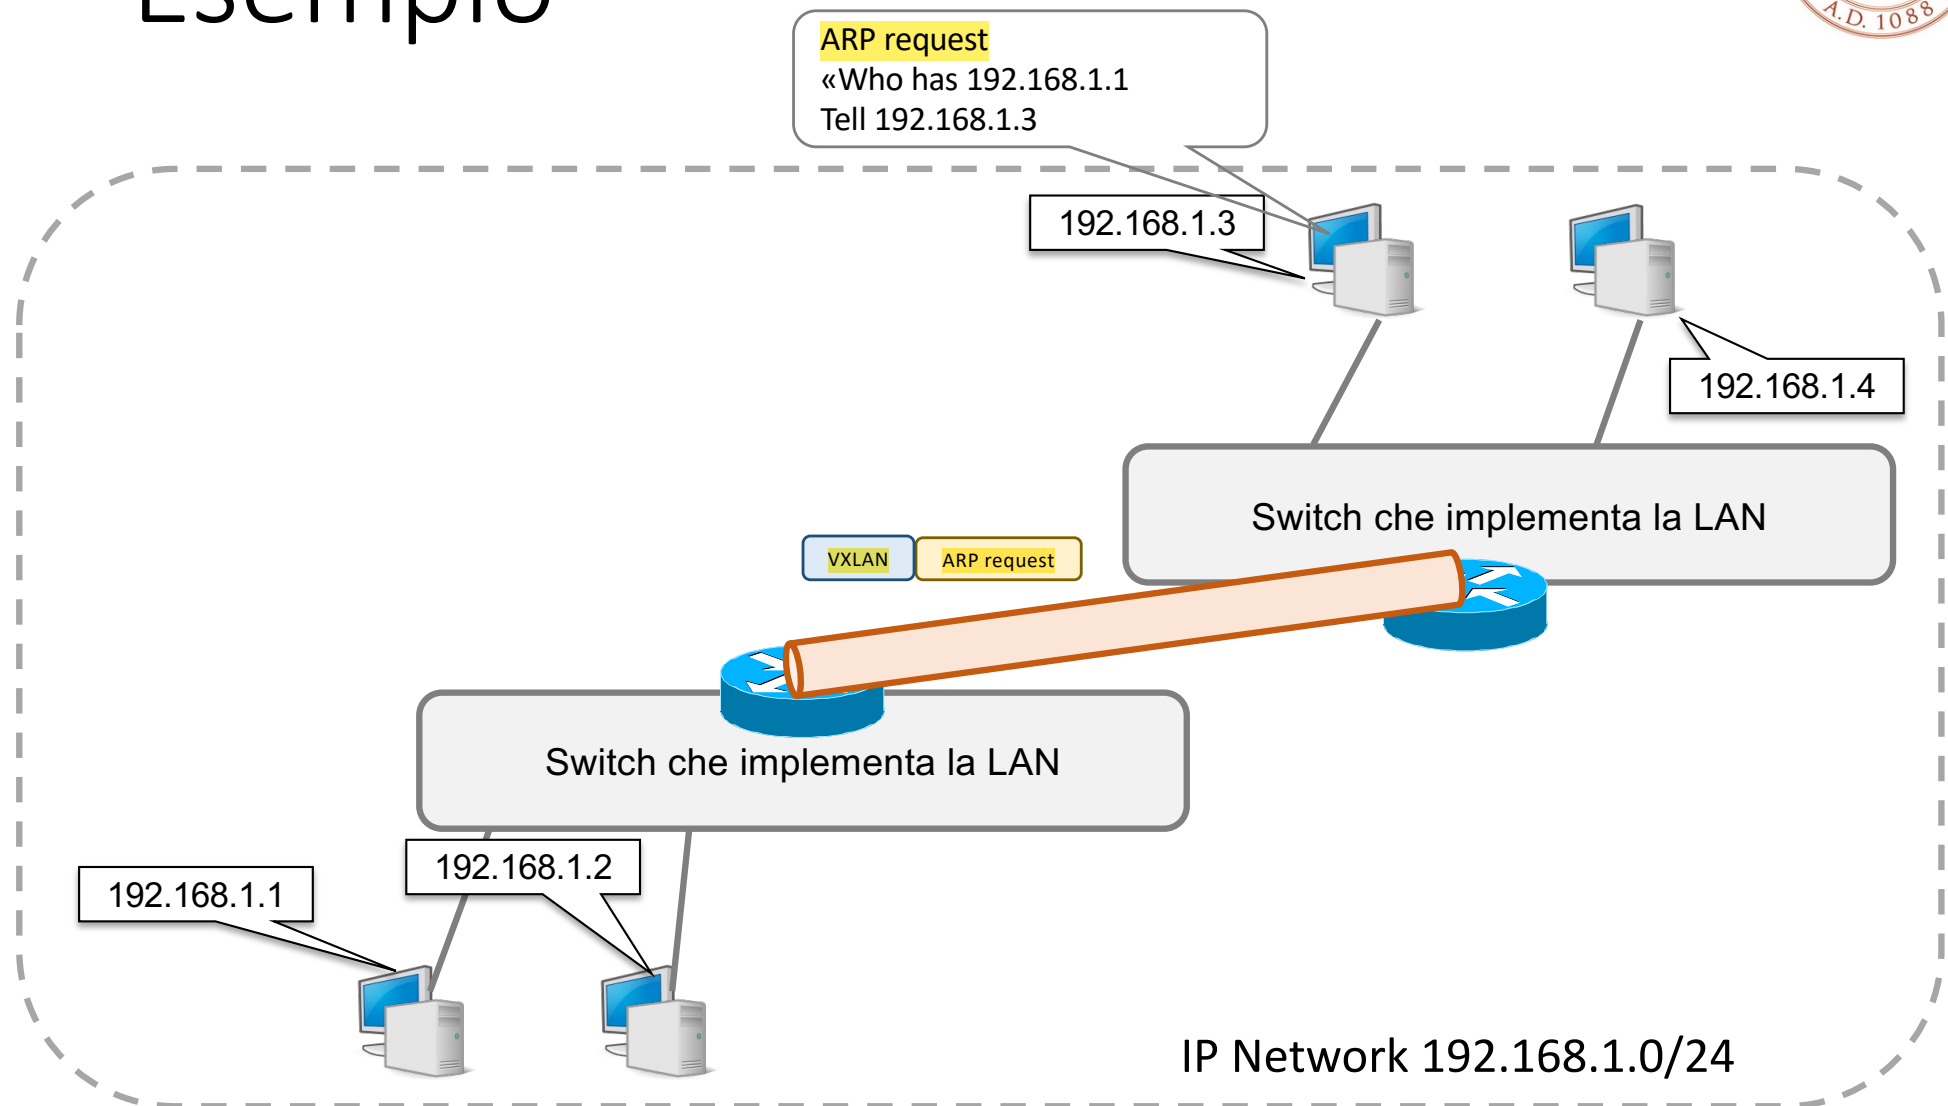 Esempio
A.D. 1088
ARP request
«Who has 192.168.1.1
Tell 192.168.1.3
192.168.1.3
192.168.1.4
Switch che implementa la LAN
VXLAN
ARP request
Switch che implementa la LAN
192.168.1.2
192.168.1.1
IP Network 192.168.1.0/24